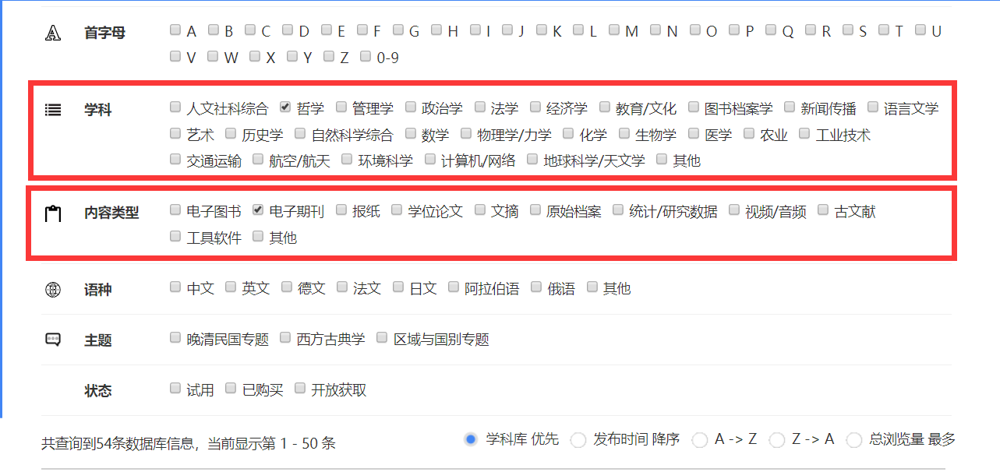 首字母 A B C D E F G H I J K L M N O P Q R S T U
V W X Y Z 0-9
学科 人文社科综合 哲学 管理学 政治学 法学 经济学 教育/文化 图书档案学 新闻传播 语言文学
艺术 历史学 自然科学综合 数学 物理学/力学 化学 生物学 医学 农业 工业技术
交通运输 航空/航天 环境科学 计算机/网络 地球科学/天文学 其他
内容类型 电子图书 电子期刊 报纸 学位论文 文摘 原始档案 统计/研究数据 视频/音频 古文献
工具软件 其他
语种 中文 英文 德文 法文 日文 阿拉伯语 俄语 其他
主题 晚清民国专题 西方古典学 区域与国别专题
状态 试用 已购买 开放获取
共查询到54条数据库信息，当前显示第 1 - 50 条 学科库 优先 发布时间 降序 A -> Z Z -> A 总浏览量 最多